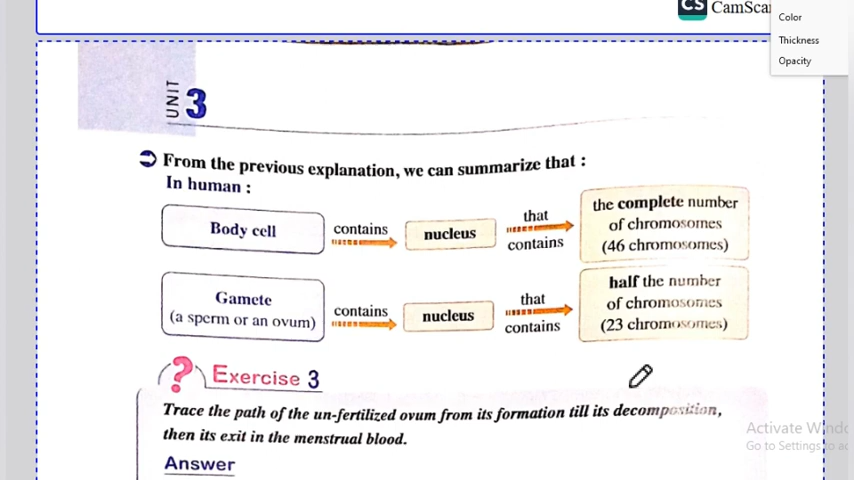 CS CamScan
Color
Thickness
Opacity
UNIT 3
From the previous explanation, we can summarize that :
In human :
Body cell
contains
nucleus
that
contains
the complete number
of chromosomes
(46 chromosomes)
Gamete
(a sperm or an ovum)
contains
nucleus
that
contains
half the number
of chromosomes
(23 chromosomes)
? Exercise 3
Trace the path of the un-fertilized ovum from its formation till its decomposition,
then its exit in the menstrual blood.
Answer
Activate Windo
Go to Settings to ac